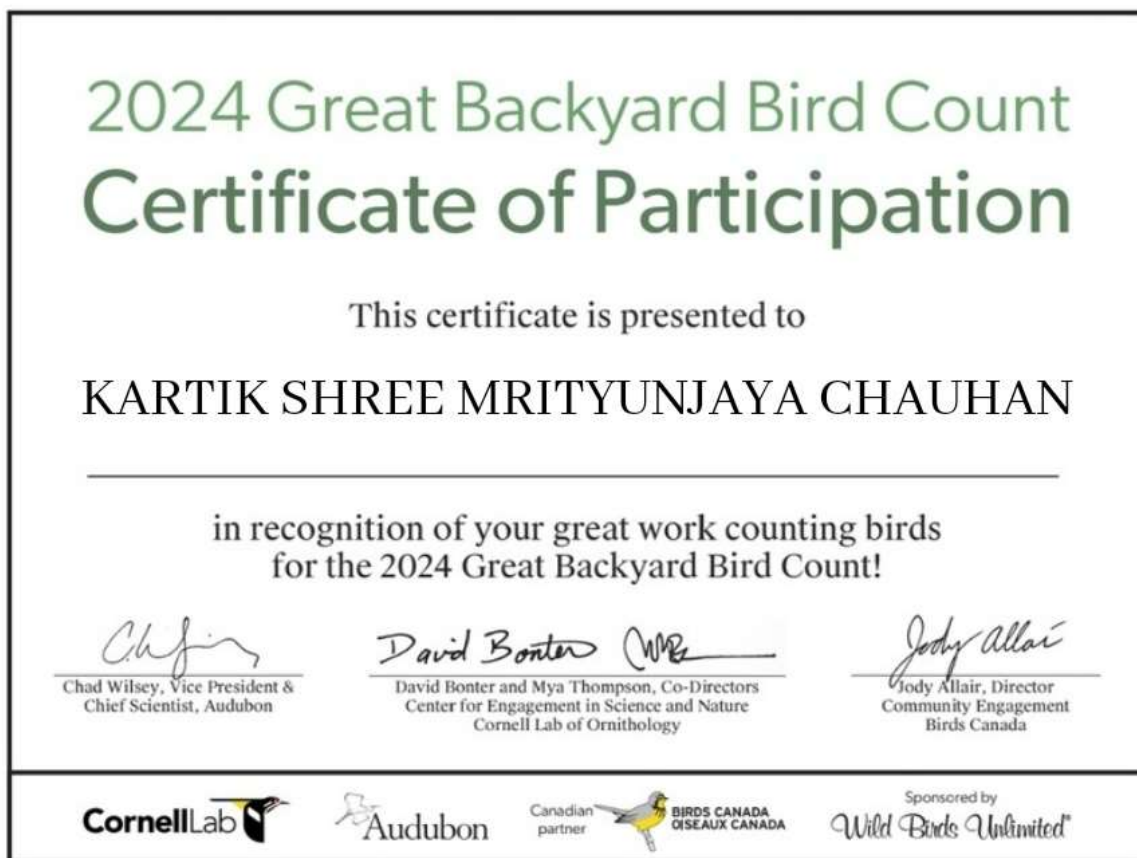 2024 Great Backyard Bird Count
Certificate of Participation
This certificate is presented to
KARTIK SHREE MRITYUNJAYA CHAUHAN
in recognition of your great work counting birds
for the 2024 Great Backyard Bird Count!
David Bonter
Jody Allair
Chad Wilsey, Vice President &
Chief Scientist, Audubon
David Bonter and Mya Thompson, Co-Directors
Center for Engagement in Science and Nature
Cornell Lab of Ornithology
Jody Allair, Director
Community Engagement
Birds Canada
CornellLab
Audubon
Canadian
partner
BIRDS CANADA
OISEAUX CANADA
Sponsored by
Wild Birds Unlimited®